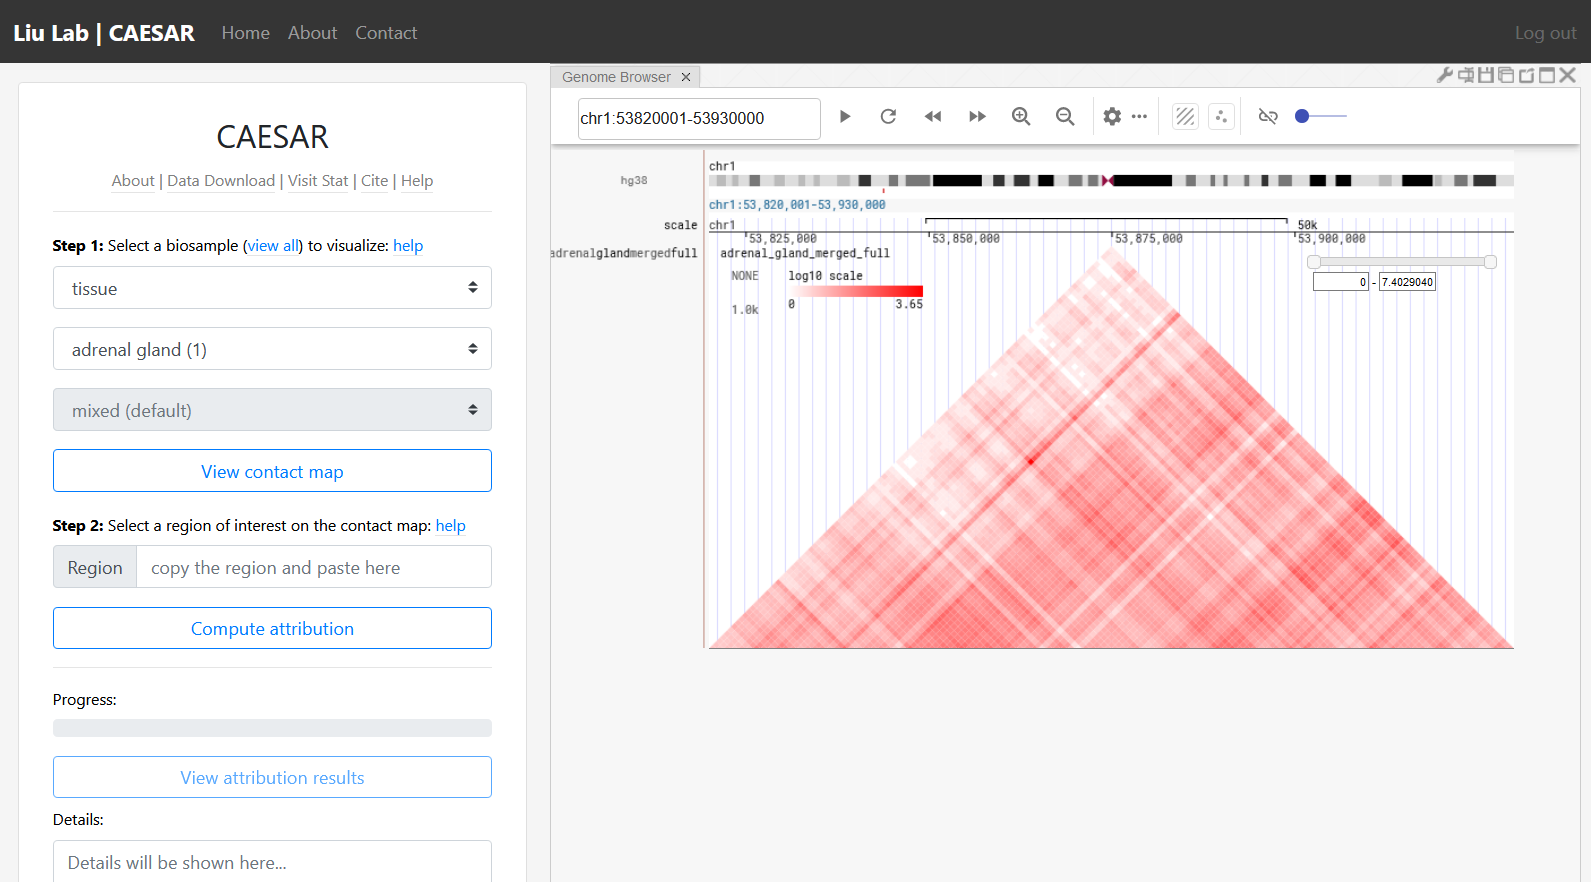 Liu Lab | CAESAR Home About Contact Log out
CAESAR
About | Data Download | Visit Stat | Cite | Help
Step 1: Select a biosample (view all) to visualize: help
tissue
adrenal gland (1)
mixed (default)
View contact map
Step 2: Select a region of interest on the contact map: help
Region copy the region and paste here
Compute attribution
Progress:
View attribution results
Details:
Details will be shown here...
Genome Browser
chr1:53820001-53930000
chr1
hg38
chr1:53,820,001-53,930,000
scale chr1 50k
53,825,000 53,850,000 53,875,000 53,900,000
adrenalglandmergedfull adrenal_gland_merged_full
NONE log10 scale
0 3.65
1.0k
0 - 7.4029040